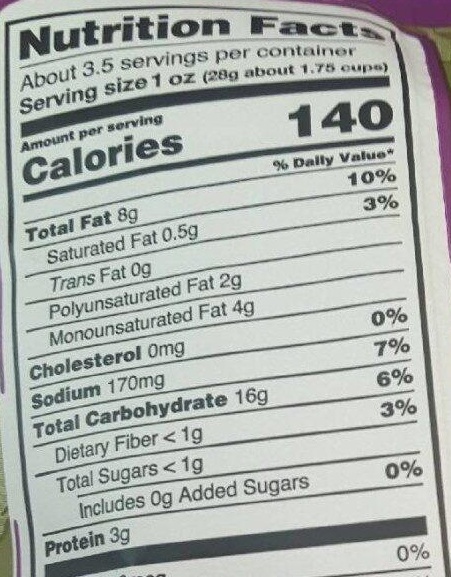 Nutrition Facts
About 3.5 servings per container
Serving size 1 oz (28g about 1.75 cups)
Amount per serving
Calories 140
% Daily Value*
Total Fat 8g 10%
Saturated Fat 0.5g 3%
Trans Fat 0g
Polyunsaturated Fat 2g
Monounsaturated Fat 4g
Cholesterol 0mg 0%
Sodium 170mg 7%
Total Carbohydrate 16g 6%
Dietary Fiber < 1g 3%
Total Sugars < 1g
Includes 0g Added Sugars 0%
Protein 3g
0%